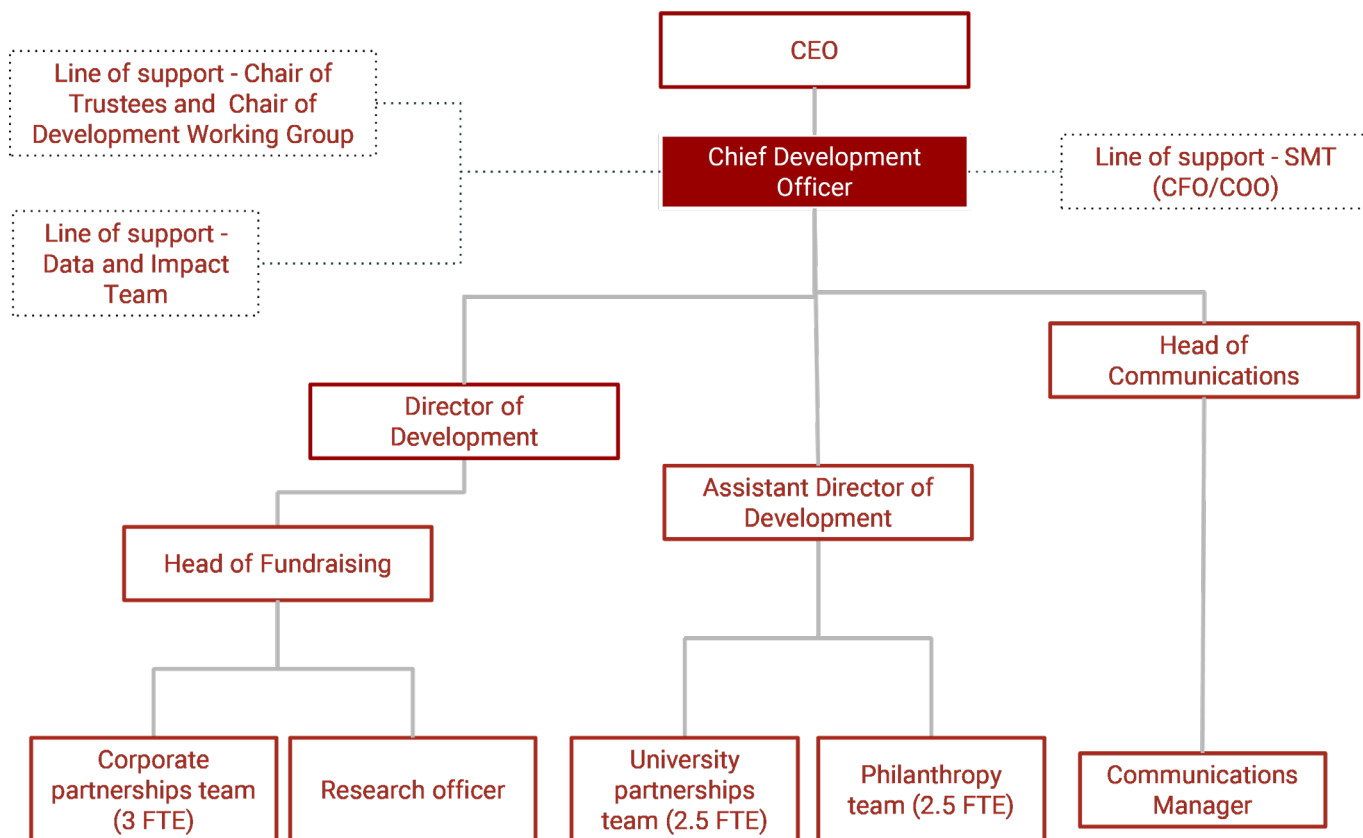 CEO
Line of support - Chair of
Trustees and Chair of
Development Working Group
Chief Development
Officer
Line of support - SMT
(CFO/COO)
Line of support -
Data and Impact
Team
Head of
Communications
Director of
Development
Assistant Director of
Development
Head of Fundraising
Corporate
partnerships team
(3 FTE)
Research officer
University
partnerships
team (2.5 FTE)
Philanthropy
team (2.5 FTE)
Communications
Manager